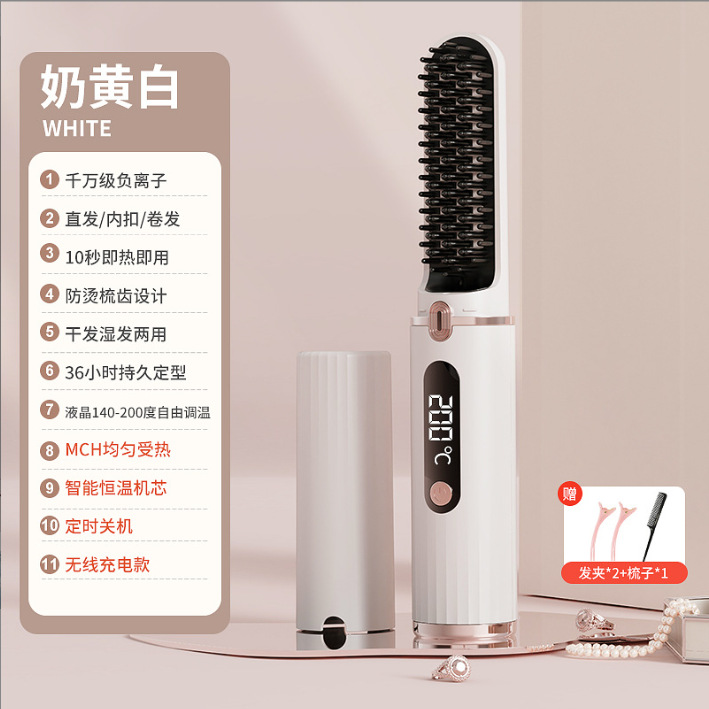 奶黄白
WHITE
1 千万级负离子
2 直发/内扣/卷发
3 10秒即热即用
4 防烫梳齿设计
5 干发湿发两用
6 36小时持久定型
7 液晶140-200度自由调温
8 MCH均匀受热
9 智能恒温机芯
10 定时关机
11 无线充电款
200℃
赠
发夹*2+梳子*1